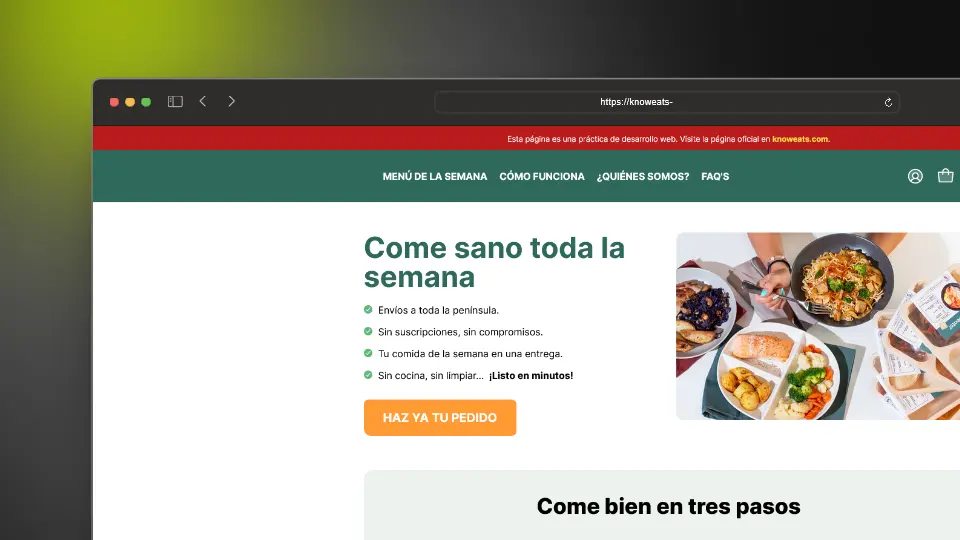 https://knoweats-
Esta página es una práctica de desarrollo web. Visite la página oficial en knoweats.com.
MENÚ DE LA SEMANA CÓMO FUNCIONA ¿QUIÉNES SOMOS? FAQ'S
Come sano toda la
semana
Envíos a toda la península.
Sin suscripciones, sin compromisos.
Tu comida de la semana en una entrega.
Sin cocina, sin limpiar... ¡Listo en minutos!
HAZ YA TU PEDIDO
Come bien en tres pasos